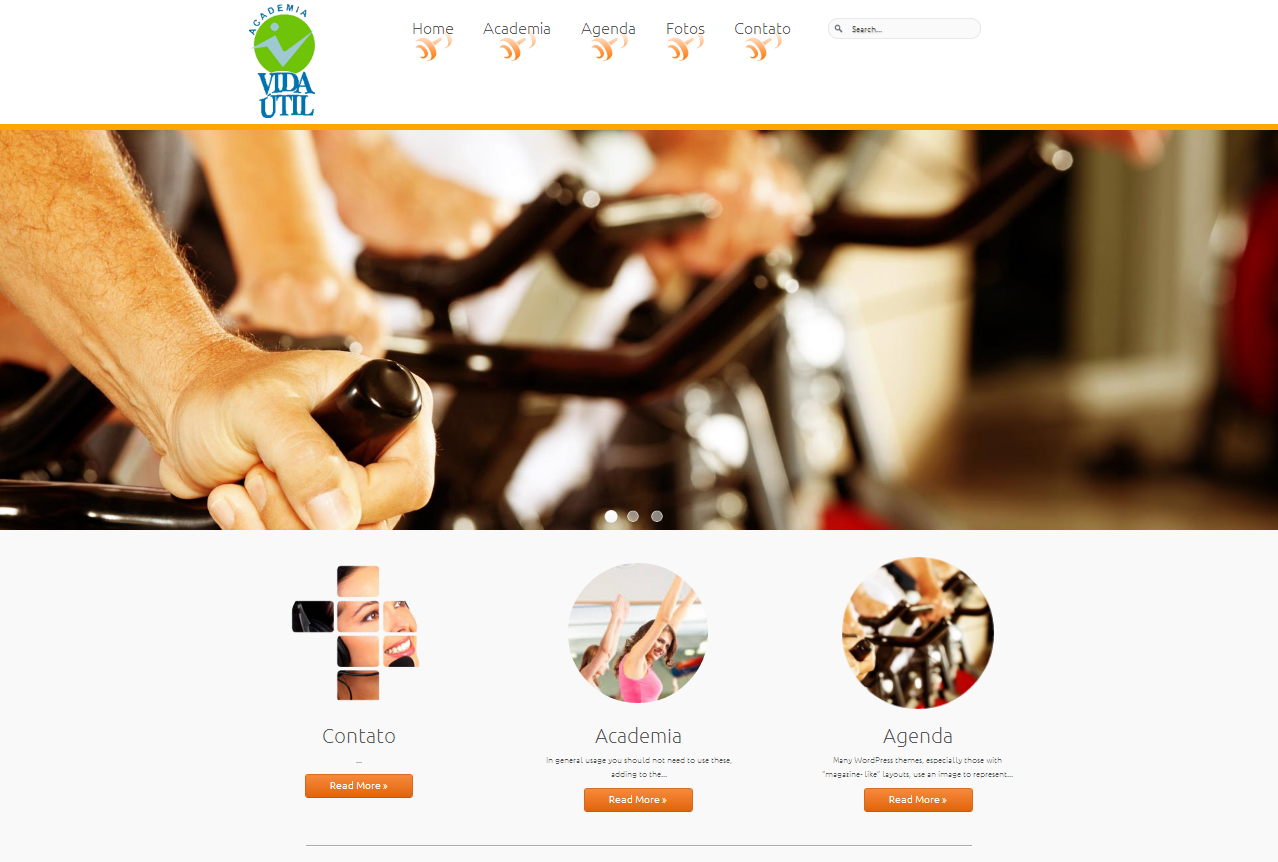 ACADEMIA
VIDA
ÚTIL
Home
Academia
Agenda
Fotos
Contato
Search...
Contato
...
Read More »
Academia
In general usage you should not need to use these,
adding to the...
Read More »
Agenda
Many WordPress themes, especially those with
"magazine- like" layouts, use an image to represent...
Read More »